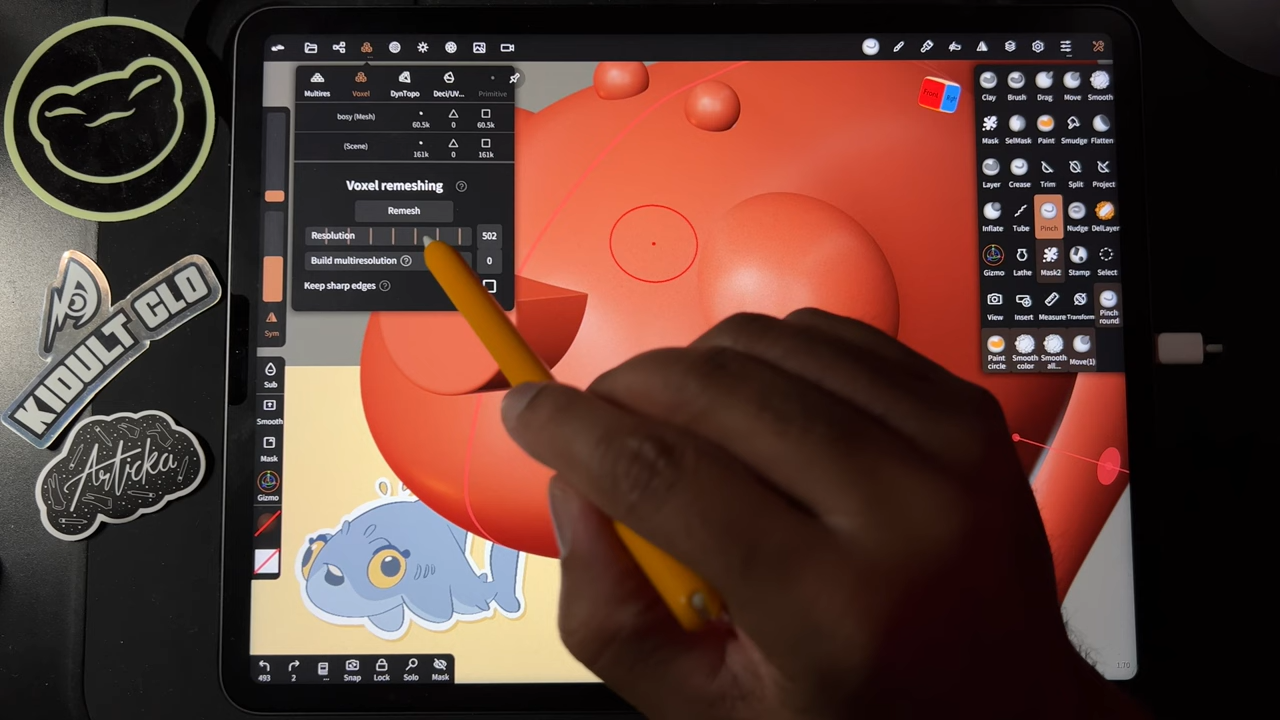 KIDULT CLO
Articka
Multires
Voxel
DynTopo
Deci/UV...
Primitive
bosy (Mesh)
60.5k
0
60.5k
(Scene)
161k
0
161k
Voxel remeshing ?
Remesh
Resolution
502
Build multiresolution ?
0
Keep sharp edges ?
Sym
Sub
Smooth
Mask
Gizmo
493
2
...
Snap
Lock
Solo
Mask
Front
Clay
Brush
Drag
Move
Smooth
Mask
SelMask
Paint
Smudge
Flatten
Layer
Crease
Trim
Split
Project
Inflate
Tube
Pinch
Nudge
DelLayer
Gizmo
Lathe
Mask2
Stamp
Select
View
Insert
Measure
Transform
Pinch
round
Paint
circle
Smooth
color
Smooth
all...
Move(1)
1.70